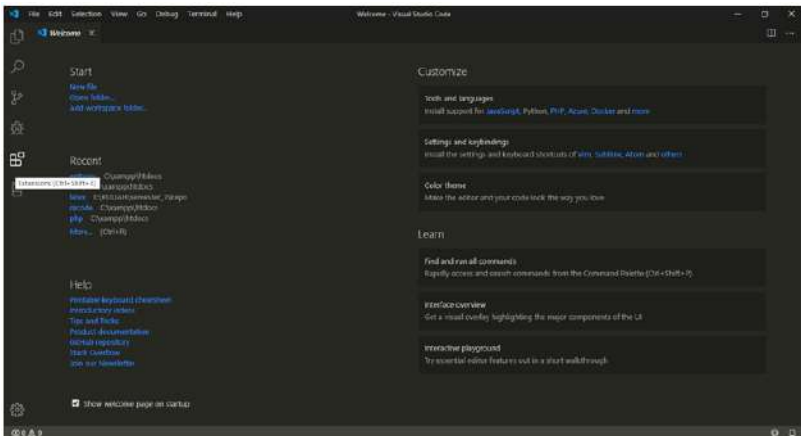 File Edit Selection View Go Debug Terminal Help
Welcome - Visual Studio Code
Welcome
Start
New file
Open folder...
Add workspace folder...
Recent
C:\xampp\htdocs
Extensions (Ctrl+Shift+X)
C:\xampp\htdocs
php C:\xampp\htdocs
More... (Ctrl+R)
Help
Printable keyboard cheatsheet
Introductory videos
Tips and Tricks
Product documentation
GitHub repository
Stack Overflow
Join our Newsletter
Show welcome page on startup
Customize
Tools and languages
Install support for JavaScript, Python, PHP, Azure, Docker and more
Settings and keybindings
Install the settings and keyboard shortcuts of Vim, Sublime, Atom and others
Color theme
Make the editor and your code look the way you love
Learn
Find and run all commands
Rapidly access and search commands from the Command Palette (Ctrl+Shift+P)
Interface overview
Get a visual overlay highlighting the major components of the UI
Interactive playground
Try essential editor features out in a short walkthrough
0 0